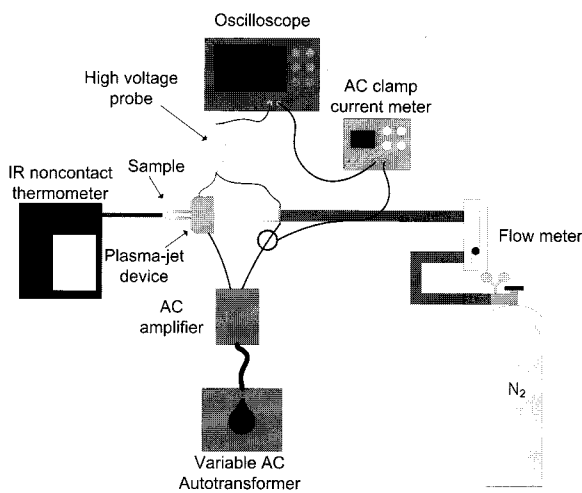 Oscilloscope
High voltage
probe
AC clamp
current meter
IR noncontact
thermometer
Sample
Plasma-jet
device
Flow meter
AC
amplifier
N₂
Variable AC
Autotransformer